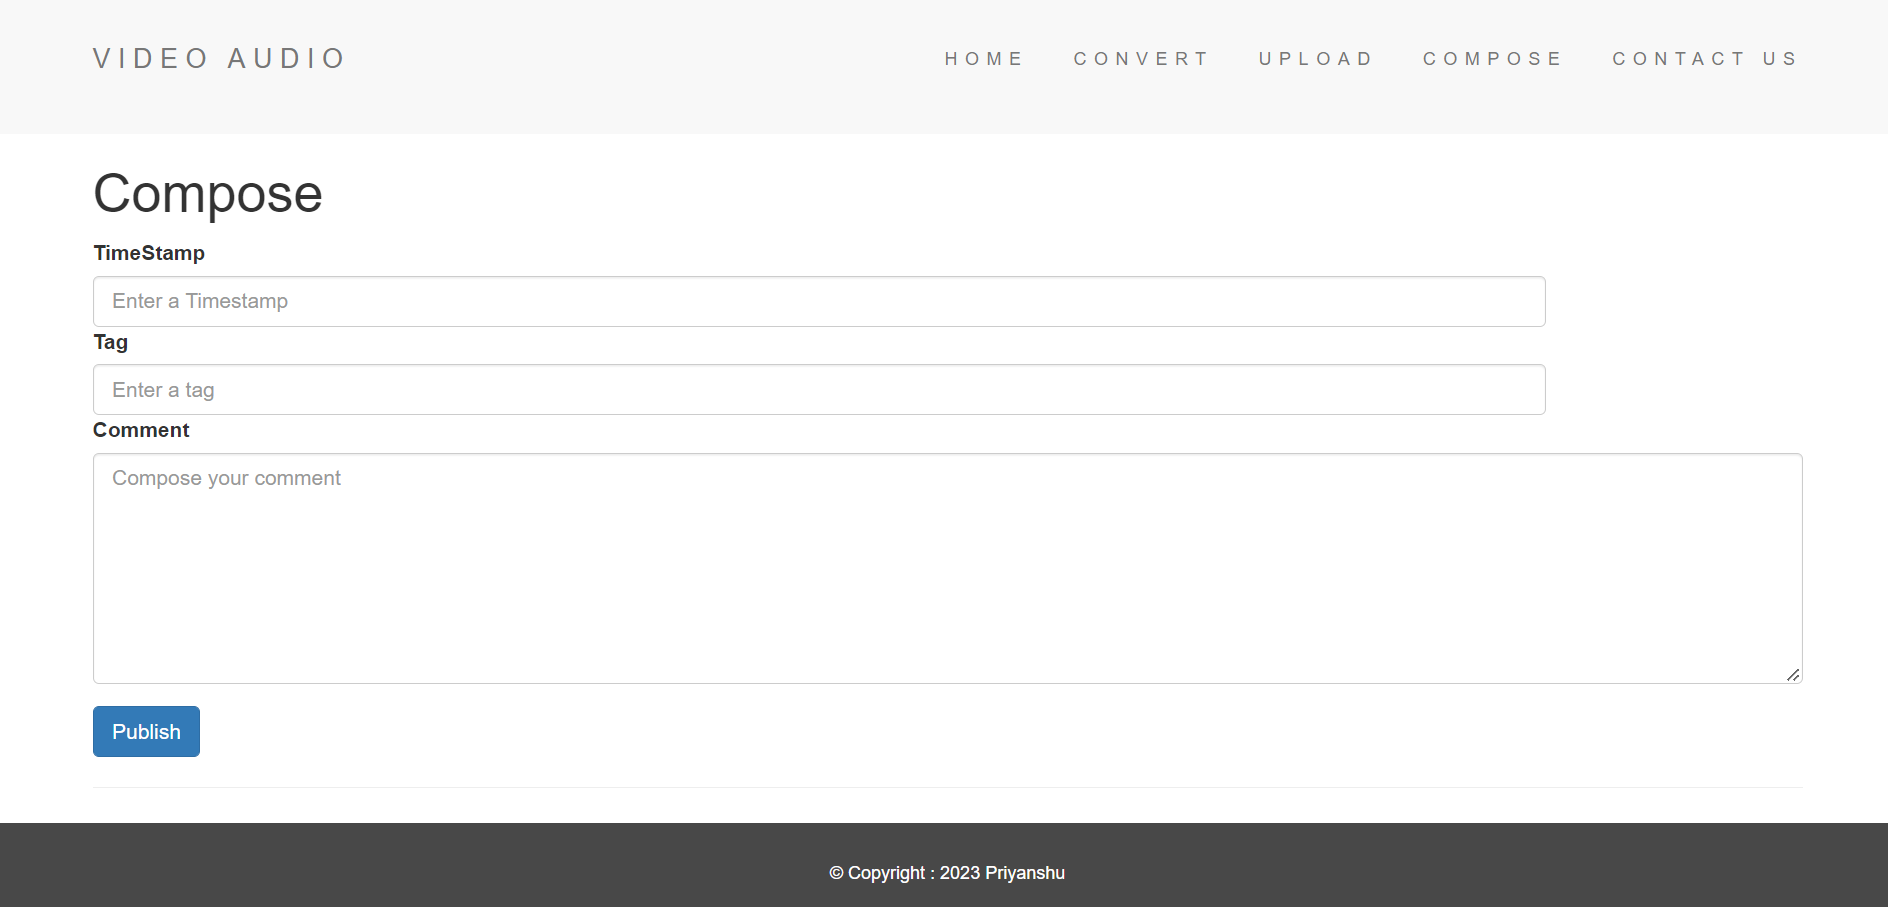 VIDEO AUDIO HOME CONVERT UPLOAD COMPOSE CONTACT US
Compose
TimeStamp
Enter a Timestamp
Tag
Enter a tag
Comment
Compose your comment
Publish
© Copyright : 2023 Priyanshu